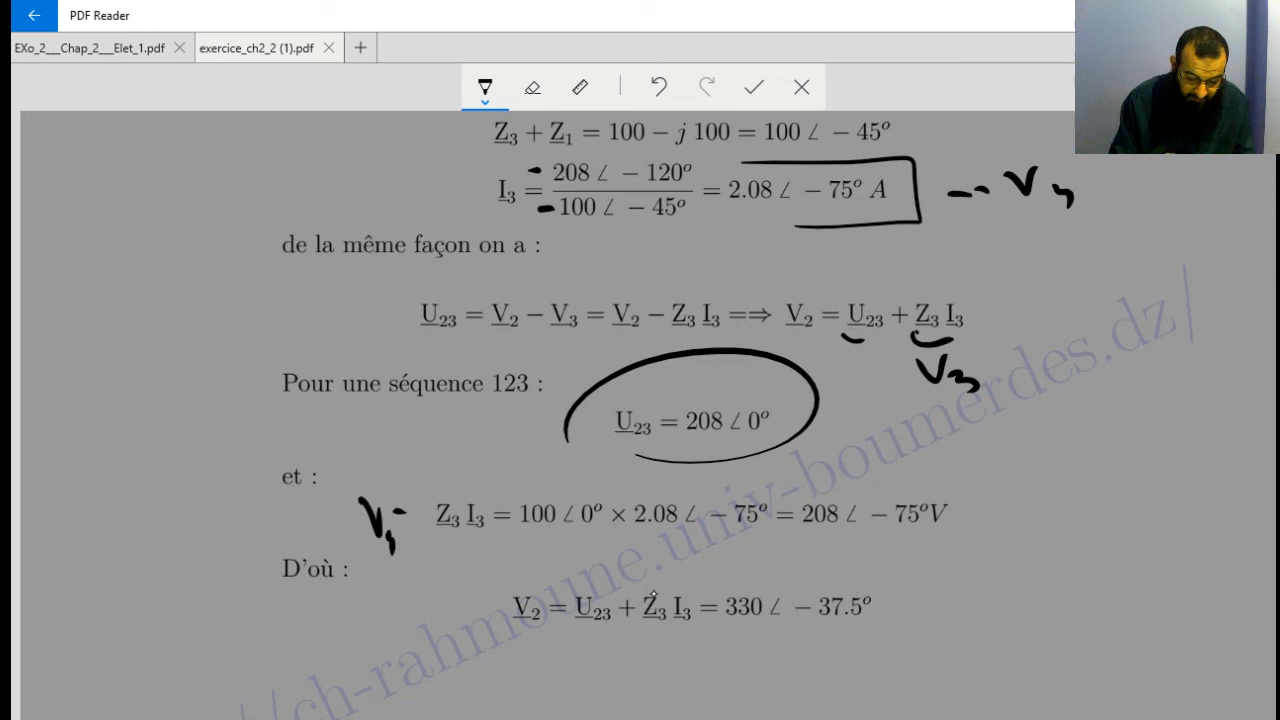 PDF Reader
EXo_2__Chap_2__Elet_1.pdf
exercice_ch2_2 (1).pdf
Z3 + Z1 = 100 − j 100 = 100 ∠ − 45°
I3 = 208 ∠ − 120° / 100 ∠ − 45° = 2.08 ∠ − 75° A
V3
de la même façon on a :
U23 = V2 − V3 = V2 − Z3 I3 ⟹ V2 = U23 + Z3 I3
V3
Pour une séquence 123 :
U23 = 208 ∠ 0°
et :
V3 Z3 I3 = 100 ∠ 0° × 2.08 ∠ − 75° = 208 ∠ − 75°V
D'où :
V2 = U23 + Z3 I3 = 330 ∠ − 37.5°
//ch-rahmoune.univ-boumerdes.dz/